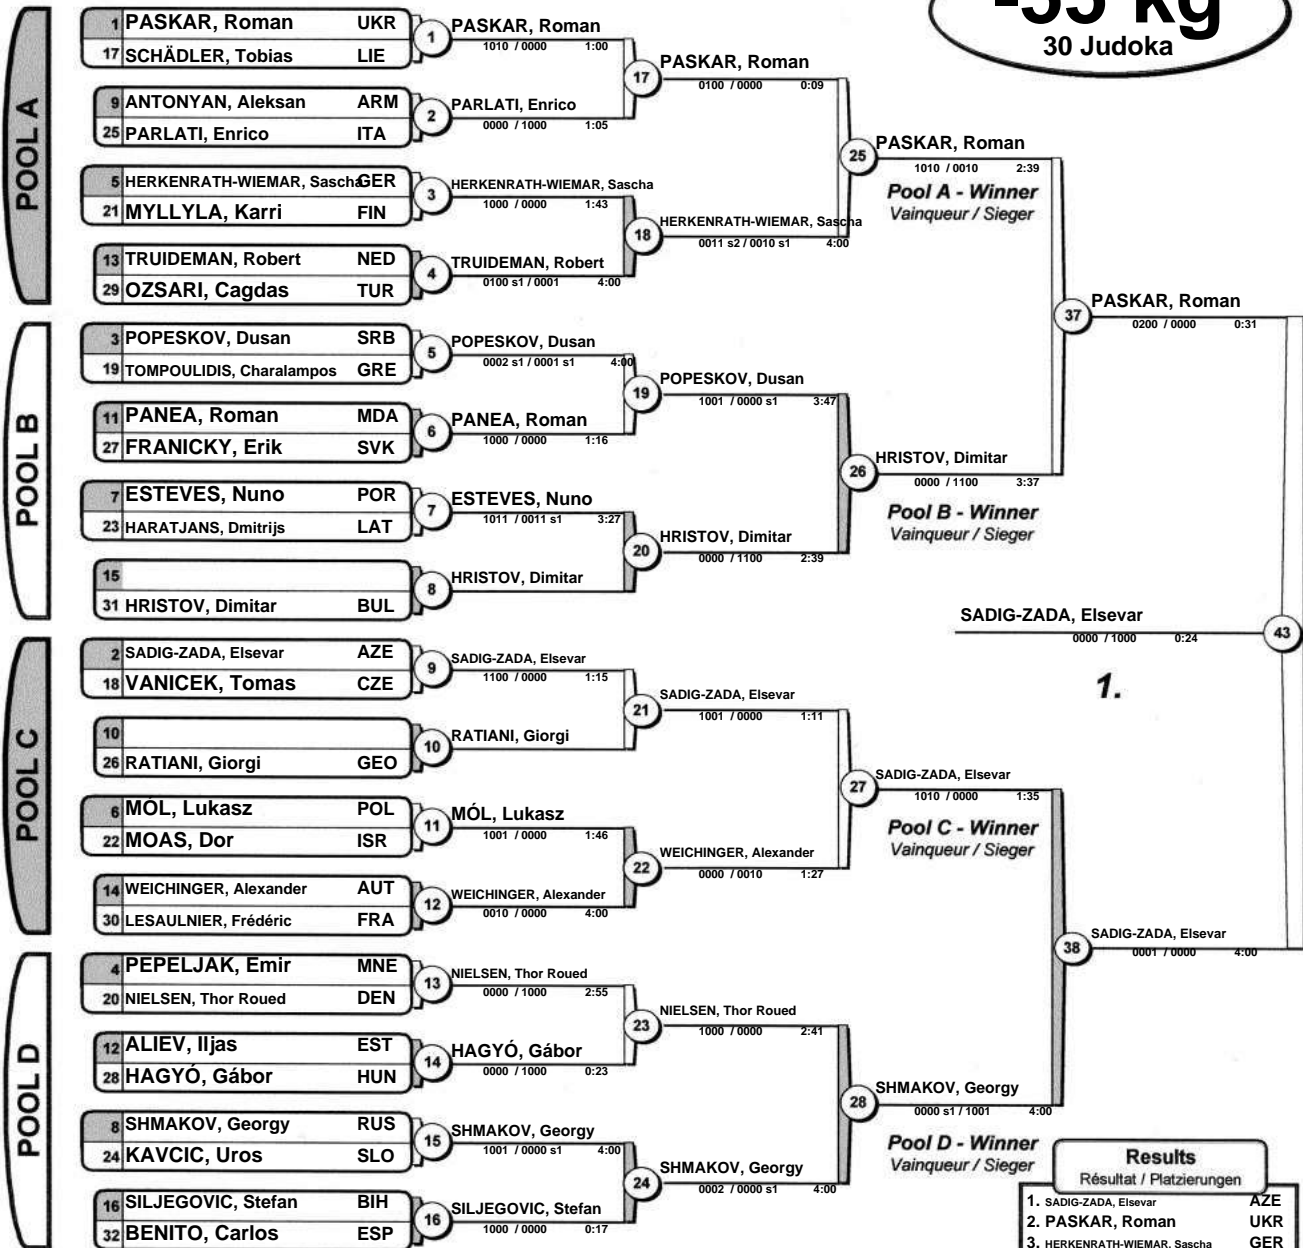 -55 kg
30 Judoka
POOL A
1 PASKAR, Roman UKR
17 SCHÄDLER, Tobias LIE
1 PASKAR, Roman
1010 / 0000 1:00
9 ANTONYAN, Aleksan ARM
25 PARLATI, Enrico ITA
2 PARLATI, Enrico
0000 / 1000 1:05
17 PASKAR, Roman
0100 / 0000 0:09
5 HERKENRATH-WIEMAR, Sascha GER
21 MYLLYLA, Karri FIN
3 HERKENRATH-WIEMAR, Sascha
1000 / 0000 1:43
13 TRUIDEMAN, Robert NED
29 OZSARI, Cagdas TUR
4 TRUIDEMAN, Robert
0100 s1 / 0001 4:00
18 HERKENRATH-WIEMAR, Sascha
0011 s2 / 0010 s1 4:00
25 PASKAR, Roman
1010 / 0010 2:39
Pool A - Winner
Vainqueur / Sieger
POOL B
3 POPESKOV, Dusan SRB
19 TOMPOULIDIS, Charalampos GRE
5 POPESKOV, Dusan
0002 s1 / 0001 s1 4:00
11 PANEA, Roman MDA
27 FRANICKY, Erik SVK
6 PANEA, Roman
1000 / 0000 1:16
19 POPESKOV, Dusan
1001 / 0000 s1 3:47
7 ESTEVES, Nuno POR
23 HARATJANS, Dmitrijs LAT
7 ESTEVES, Nuno
1011 / 0011 s1 3:27
15
31 HRISTOV, Dimitar BUL
8 HRISTOV, Dimitar
20 HRISTOV, Dimitar
0000 / 1100 2:39
26 HRISTOV, Dimitar
0000 / 1100 3:37
Pool B - Winner
Vainqueur / Sieger
37 PASKAR, Roman
0200 / 0000 0:31
SADIG-ZADA, Elsevar 43
0000 / 1000 0:24
1.
POOL C
2 SADIG-ZADA, Elsevar AZE
18 VANICEK, Tomas CZE
9 SADIG-ZADA, Elsevar
1100 / 0000 1:15
10
26 RATIANI, Giorgi GEO
10 RATIANI, Giorgi
21 SADIG-ZADA, Elsevar
1001 / 0000 1:11
6 MÓL, Lukasz POL
22 MOAS, Dor ISR
11 MÓL, Lukasz
1001 / 0000 1:46
14 WEICHINGER, Alexander AUT
30 LESAULNIER, Frédéric FRA
12 WEICHINGER, Alexander
0010 / 0000 4:00
22 WEICHINGER, Alexander
0000 / 0010 1:27
27 SADIG-ZADA, Elsevar
1010 / 0000 1:35
Pool C - Winner
Vainqueur / Sieger
POOL D
4 PEPELJAK, Emir MNE
20 NIELSEN, Thor Roued DEN
13 NIELSEN, Thor Roued
0000 / 1000 2:55
12 ALIEV, Iljas EST
28 HAGYÓ, Gábor HUN
14 HAGYÓ, Gábor
0000 / 1000 0:23
23 NIELSEN, Thor Roued
1000 / 0000 2:41
8 SHMAKOV, Georgy RUS
24 KAVCIC, Uros SLO
15 SHMAKOV, Georgy
1001 / 0000 s1 4:00
16 SILJEGOVIC, Stefan BIH
32 BENITO, Carlos ESP
16 SILJEGOVIC, Stefan
1000 / 0000 0:17
24 SHMAKOV, Georgy
0002 / 0000 s1 4:00
28 SHMAKOV, Georgy
0000 s1 / 1001 4:00
Pool D - Winner
Vainqueur / Sieger
38 SADIG-ZADA, Elsevar
0001 / 0000 4:00
Results
Résultat / Platzierungen
1. SADIG-ZADA, Elsevar AZE
2. PASKAR, Roman UKR
3. HERKENRATH-WIEMAR, Sascha GER